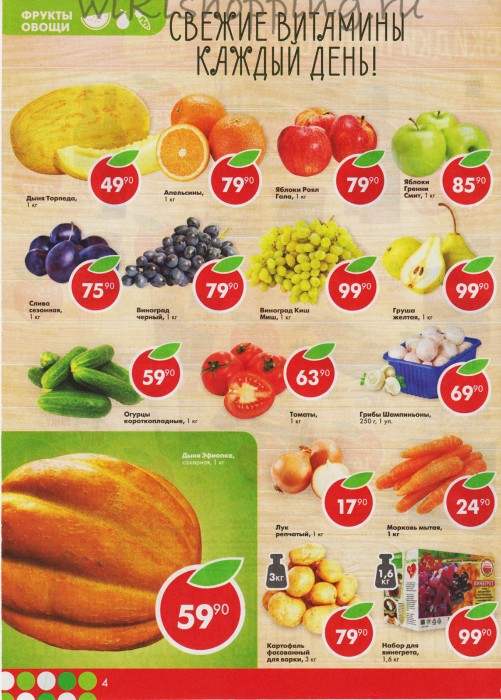 wikishopping.ru
ФРУКТЫ
ОВОЩИ
СВЕЖИЕ ВИТАМИНЫ
КАЖДЫЙ ДЕНЬ!
49 90
Дыня Торпеда,
1 кг
79 90
Апельсины,
1 кг
79 90
Яблоки Роял
Гала, 1 кг
85 90
Яблоки
Гренни
Смит, 1 кг
75 90
Слива
сезонная,
1 кг
79 90
Виноград
черный, 1 кг
99 90
Виноград Киш
Миш, 1 кг
99 90
Груша
желтая, 1 кг
59 90
Огурцы
короткоплодные, 1 кг
63 90
Томаты,
1 кг
69 90
Грибы Шампиньоны,
250 г, 1 уп.
Дыня Эфиопка,
сахарная, 1 кг
59 90
17 90
Лук
репчатый, 1 кг
24 90
Морковь мытая,
1 кг
3 кг
79 90
Картофель
фасованный
для варки, 3 кг
1,6 кг
ВИНЕГРЕТ
99 90
Набор для
винегрета,
1,6 кг
4